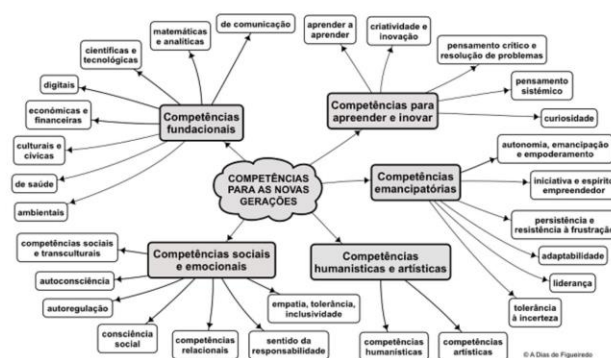 de comunicação
matemáticas
e analíticas
científicas e
tecnológicas
digitais
económicas e
financeiras
culturais e
cívicas
de saúde
ambientais
Competências
fundacionais
aprender a
aprender
criatividade e
inovação
pensamento crítico e
resolução de problemas
pensamento
sistémico
curiosidade
Competências para
apreender e inovar
COMPETÊNCIAS
PARA AS NOVAS
GERAÇÕES
Competências
emancipatórias
autonomia, emancipação
e empoderamento
iniciativa e espírito
empreendedor
persistência e
resistência à frustração
adaptabilidade
liderança
tolerância
à incerteza
Competências sociais
e emocionais
competências sociais
e transculturais
autoconsciência
autoregulação
consciência
social
competências
relacionais
sentido da
responsabilidade
empatia, tolerância,
inclusividade
Competências
humanísticas e artísticas
competências
humanísticas
competências
artísticas
© A.Dias de Figueiredo